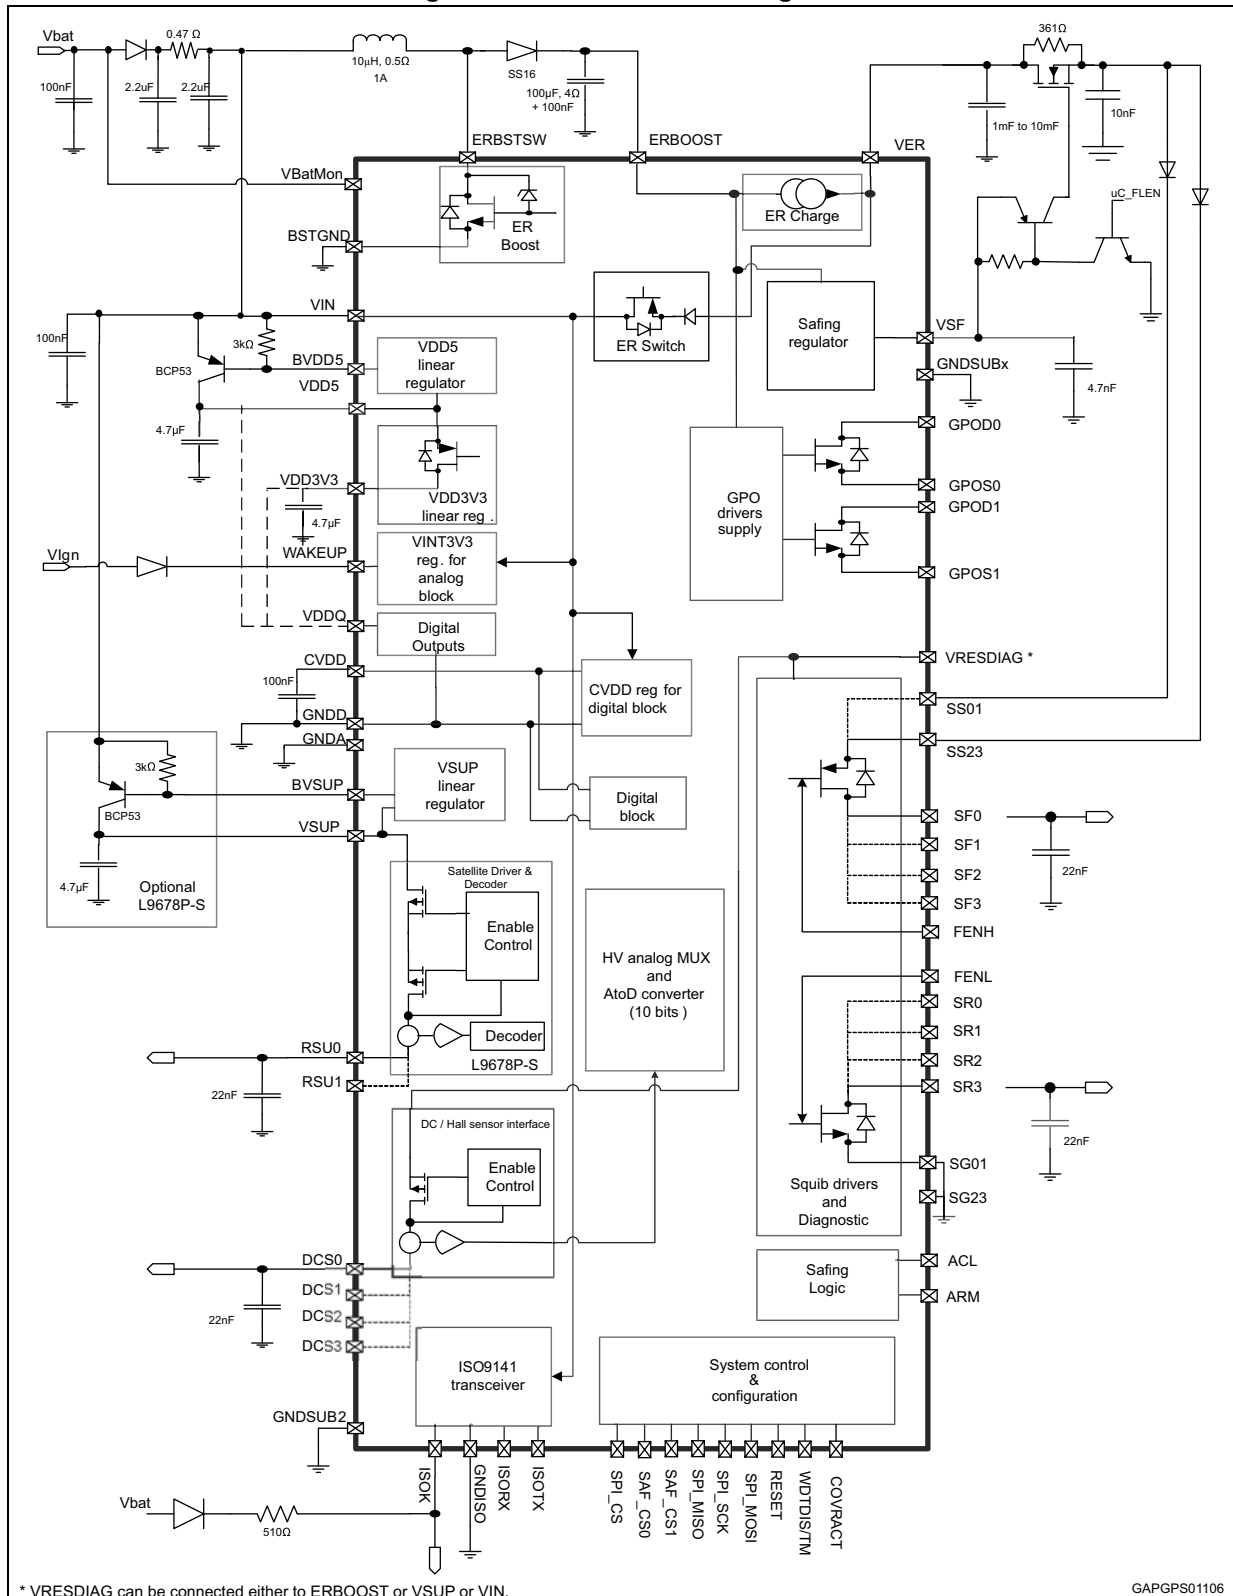 Vbat
0.47 Ω
10µH, 0.5Ω
1A
SS16
100nF
2.2uF
2.2uF
100µF, 4Ω
+ 100nF
361Ω
1mF to 10mF
10nF
ERBSTSW
ERBOOST
VER
VBatMon
BSTGND
ER
Boost
ER Charge
uC_FLEN
VIN
ER Switch
Safing
regulator
VSF
GNDSUBx
4.7nF
100nF
3kΩ
BCP53
BVDD5
VDD5
VDD5
linear
regulator
4.7µF
VDD3V3
4.7µF
VDD3V3
linear reg .
GPO
drivers
supply
GPOD0
GPOS0
GPOD1
GPOS1
VIgn
WAKEUP
VINT3V3
reg. for
analog
block
VDDQ
Digital
Outputs
CVDD
100nF
GNDD
GNDA
CVDD reg for
digital block
VRESDIAG *
SS01
SS23
3kΩ
BCP53
BVSUP
VSUP
VSUP
linear
regulator
Digital
block
4.7µF
Optional
L9678P-S
SF0
SF1
SF2
SF3
FENH
22nF
Satellite Driver &
Decoder
Enable
Control
Decoder
L9678P-S
HV analog MUX
and
AtoD converter
(10 bits )
FENL
SR0
SR1
SR2
SR3
22nF
RSU0
RSU1
22nF
DC / Hall sensor interface
Enable
Control
Squib drivers
and
Diagnostic
SG01
SG23
DCS0
DCS1
DCS2
DCS3
22nF
Safing
Logic
ACL
ARM
ISO9141
transceiver
System control
&
configuration
GNDSUB2
ISOK
GNDISO
ISORX
ISOTX
SPI_CS
SAF_CS0
SAF_CS1
SPI_MISO
SPI_SCK
SPI_MOSI
RESET
WDTDIS/TM
COVRACT
Vbat
510Ω
* VRESDIAG can be connected either to ERBOOST or VSUP or VIN.
GAPGPS01106